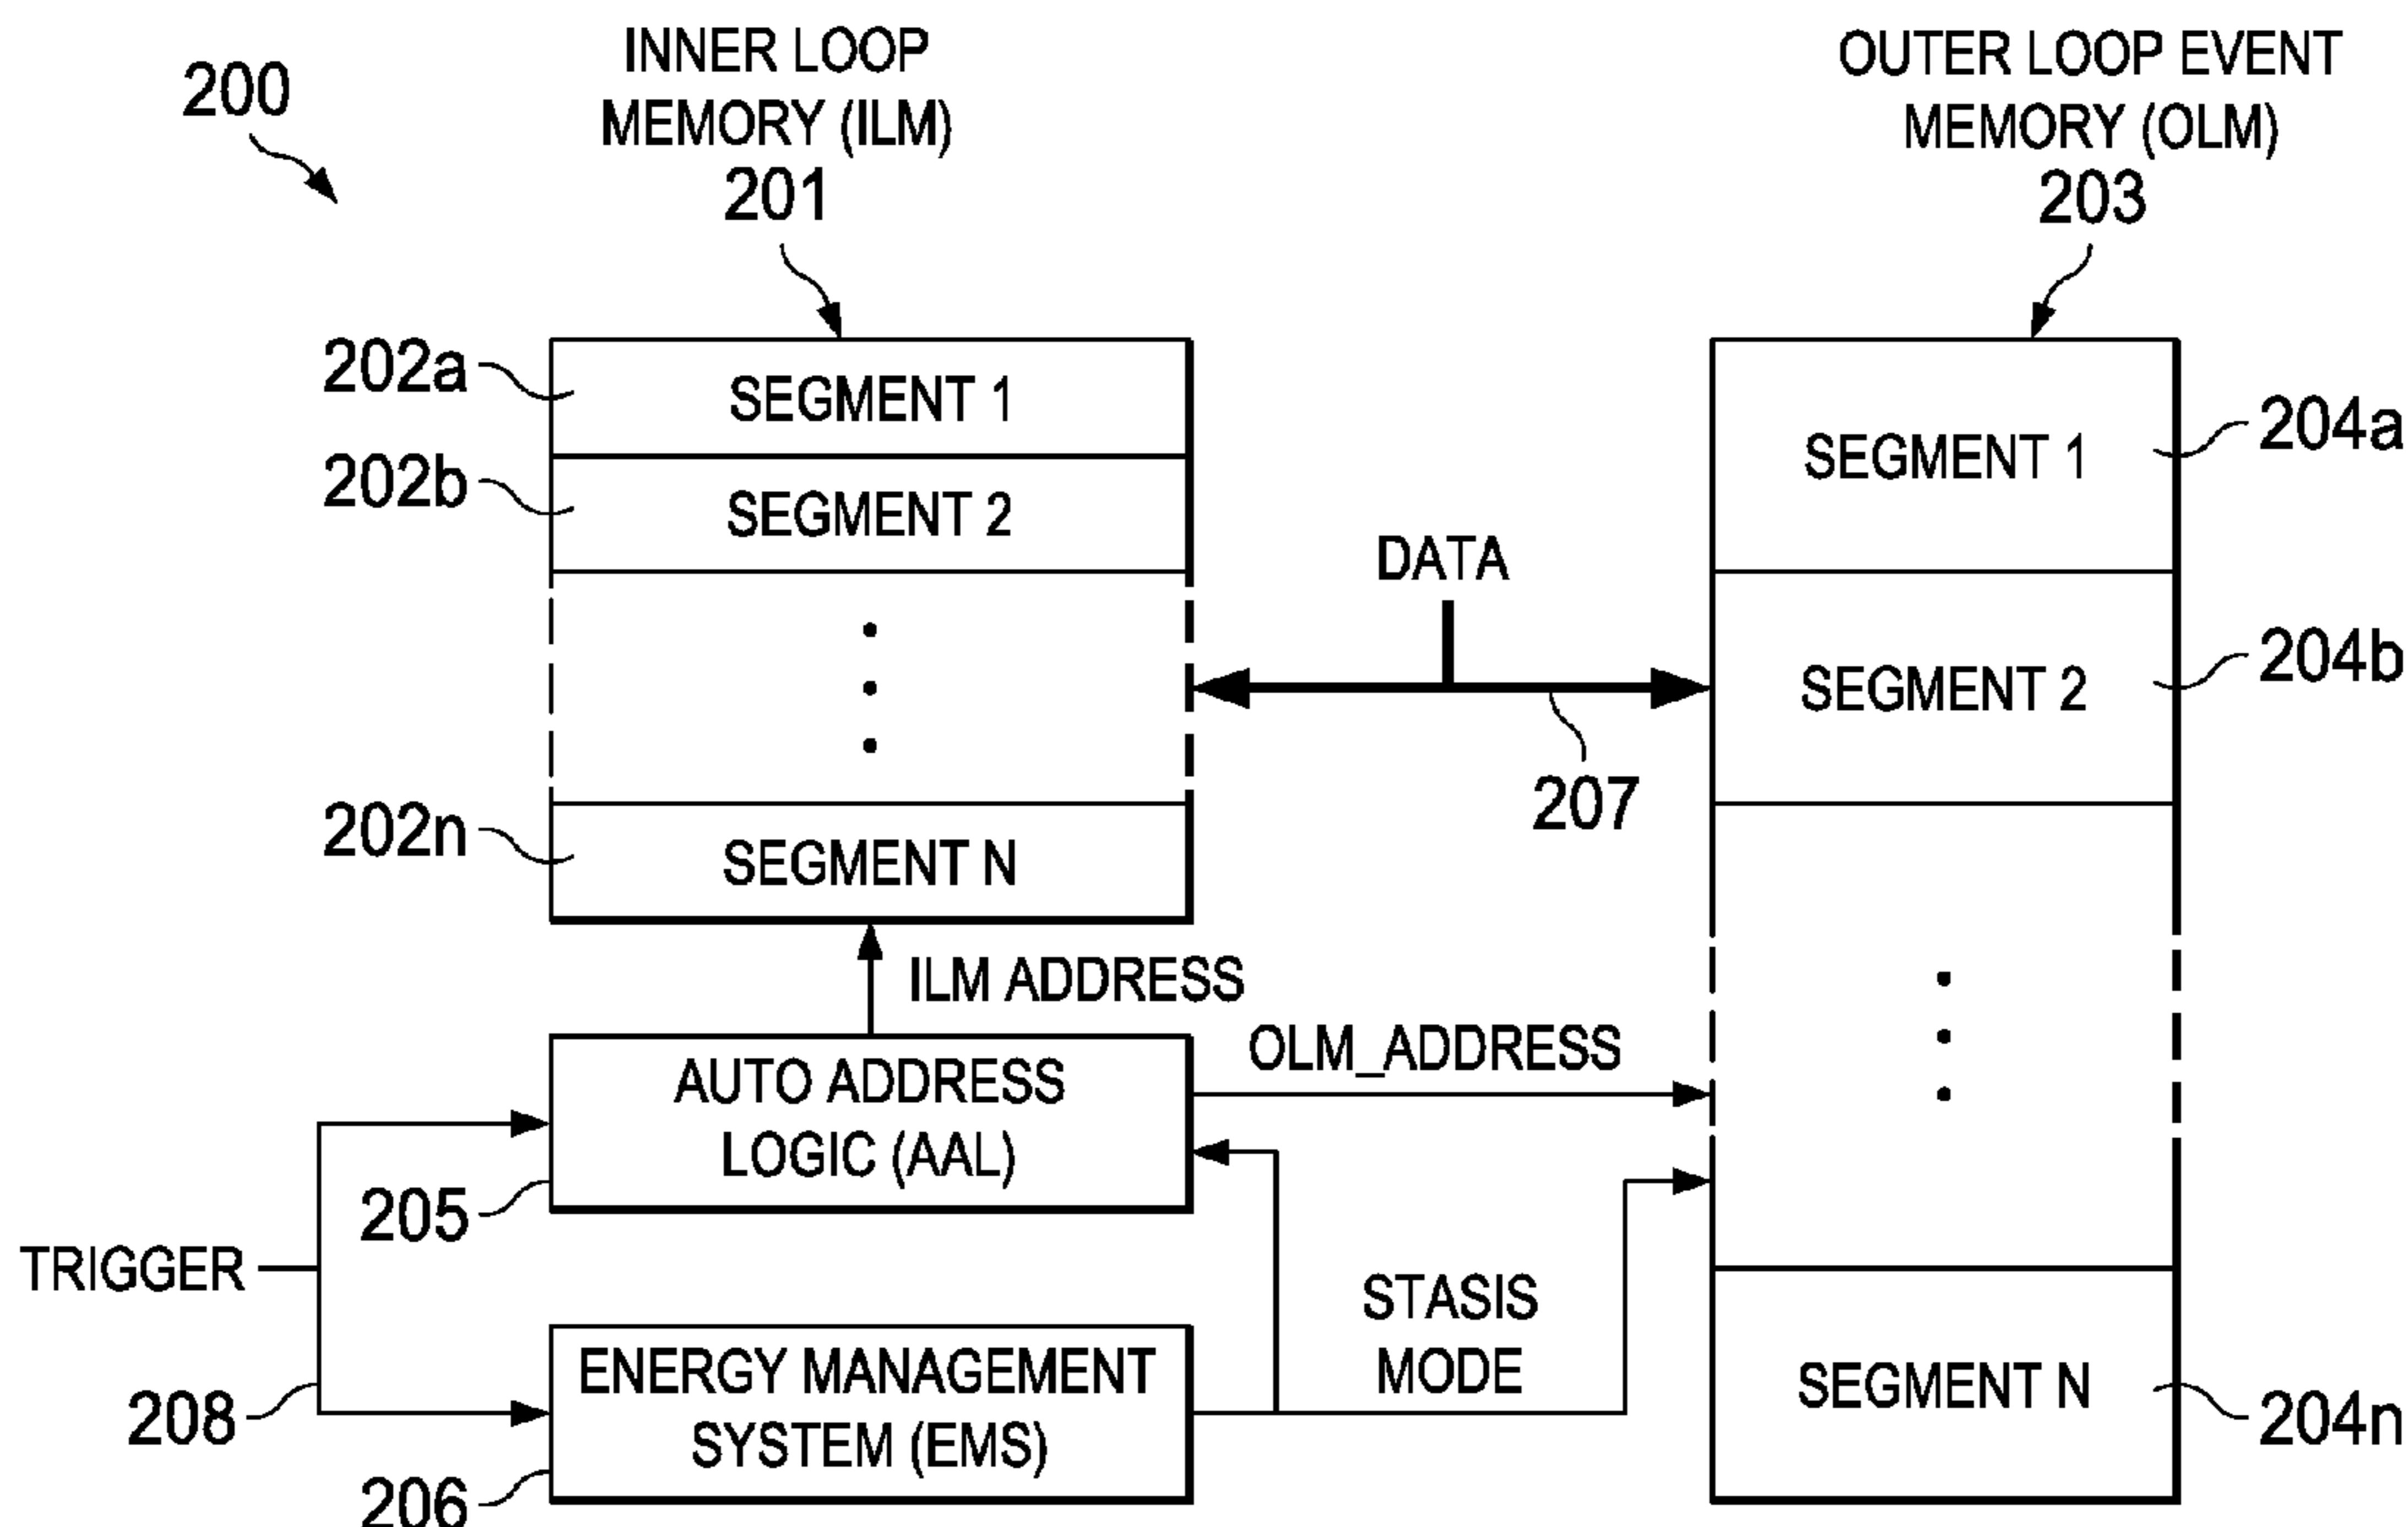 200
INNER LOOP
MEMORY (ILM)
201
OUTER LOOP EVENT
MEMORY (OLM)
203
202a
SEGMENT 1
202b
SEGMENT 2
202n
SEGMENT N
DATA
207
SEGMENT 1
204a
SEGMENT 2
204b
SEGMENT N
204n
ILM ADDRESS
OLM_ADDRESS
AUTO ADDRESS
LOGIC (AAL)
205
TRIGGER
208
ENERGY MANAGEMENT
SYSTEM (EMS)
206
STASIS
MODE